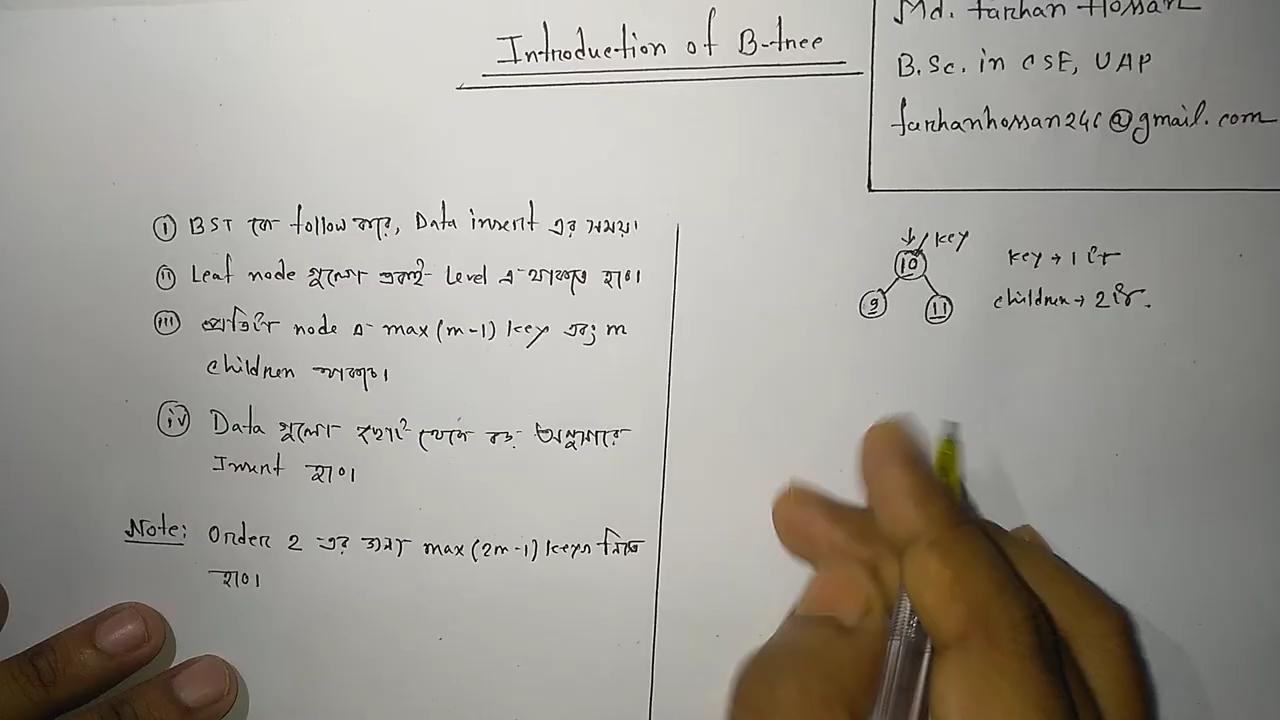 Introduction of B-tree
Md. Farhan Hossan
B.Sc. in CSE, UAP
farhanhossan246@gmail.com
(i) BST কে follow করে, Data insert এর সময়।
(ii) Leaf node গুলো একই Level এ থাকতে হবে।
(iii) প্রতিটি node এ max (m-1) key এবং m
children থাকবে।
(iv) Data গুলো ছোট থেকে বড় অনুসারে
Insert হবে।
Note: Order 2 এর জন্য max (2m-1) keys নিতে
হবে।
key
10
9 11
key → 1 টি
children → 2 টি.